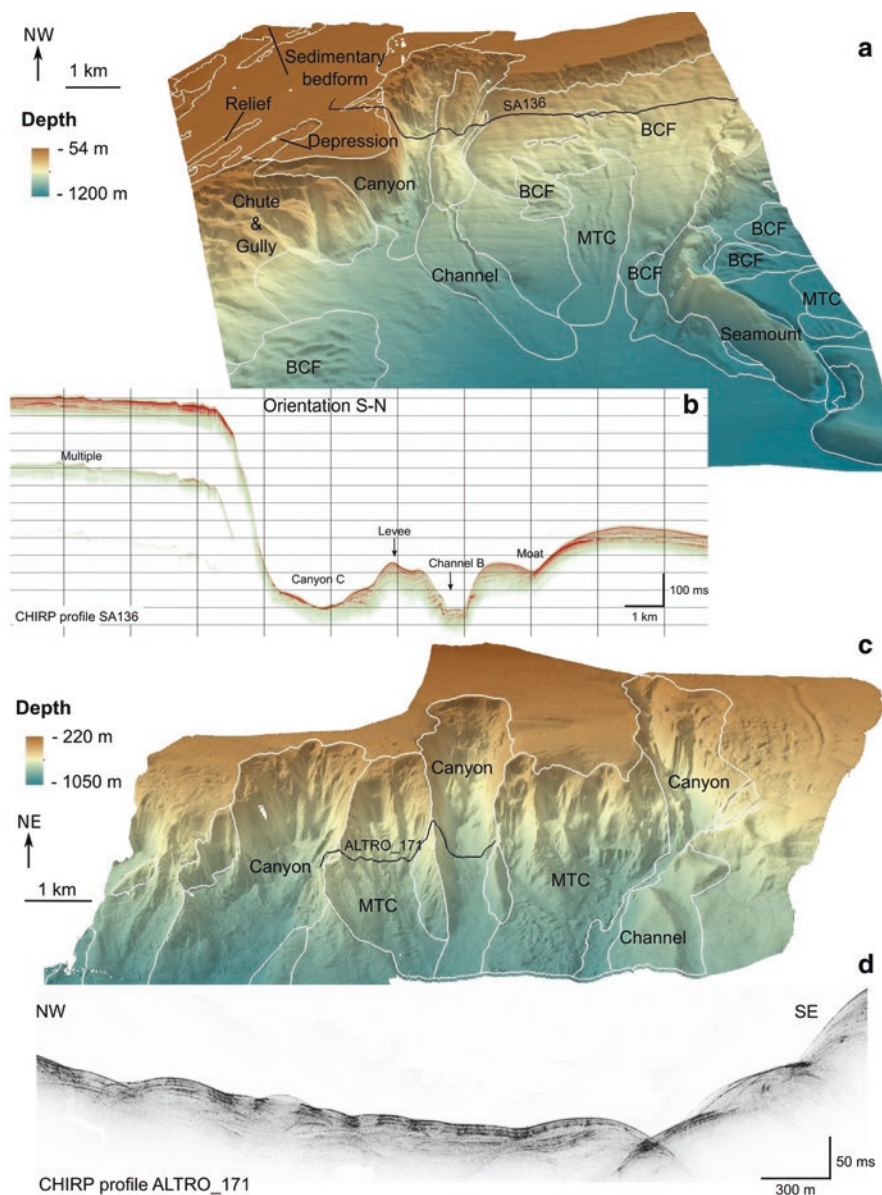 NW
1 km
Depth
- 54 m
- 1200 m
a
Sedimentary
bedform
Relief
Depression
SA136
BCF
Canyon
Chute
&
Gully
BCF
MTC
BCF
BCF
BCF
Channel
MTC
Seamount
BCF
b
Orientation S-N
Multiple
Levee
Canyon C
Channel B
Moat
100 ms
1 km
CHIRP profile SA136
c
Depth
- 220 m
- 1050 m
NE
1 km
Canyon
Canyon
ALTRO_171
Canyon
MTC
MTC
Channel
d
NW
SE
50 ms
300 m
CHIRP profile ALTRO_171